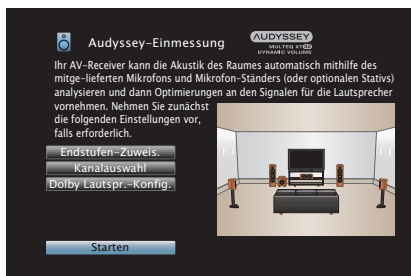 Audyssey-Einmessung
AUDYSSEY
MULTEQ XT32
DYNAMIC VOLUME
Ihr AV-Receiver kann die Akustik des Raumes automatisch mithilfe des
mitge-lieferten Mikrofons und Mikrofon-Ständers (oder optionalen Stativs)
analysieren und dann Optimierungen an den Signalen für die Lautsprecher
vornehmen. Nehmen Sie zunächst
die folgenden Einstellungen vor,
falls erforderlich.
Endstufen-Zuweis.
Kanalauswahl
Dolby Lautspr.-Konfig.
Starten